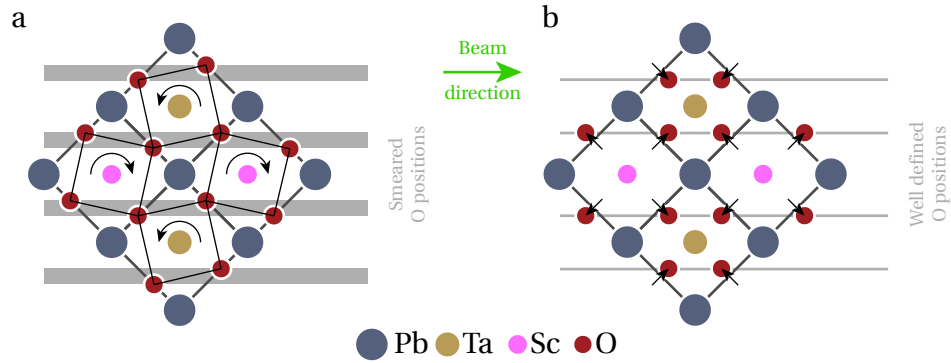 a
b
Beam
direction
Smeared
O positions
Well defined
O positions
Pb
Ta
Sc
O